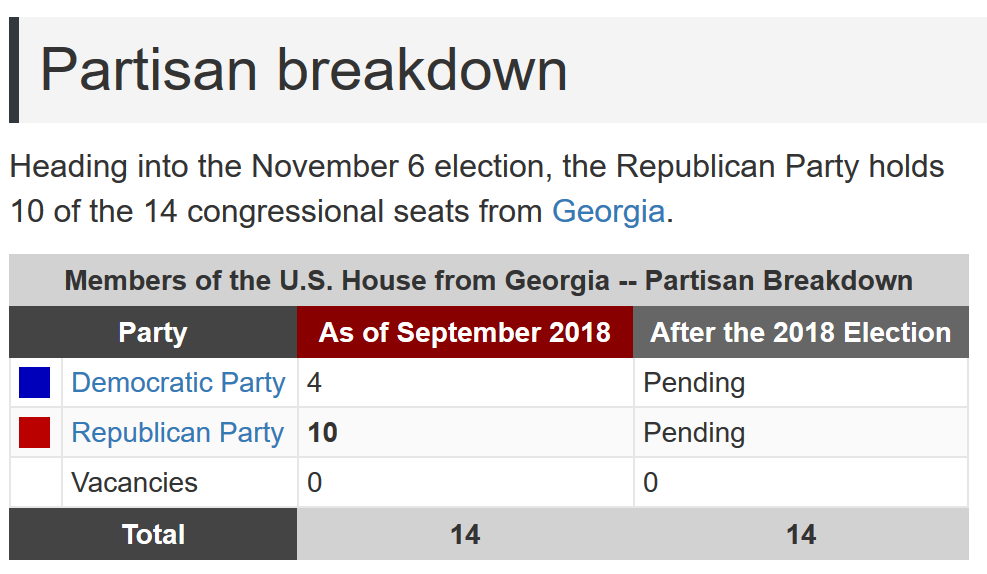 Partisan breakdown
Heading into the November 6 election, the Republican Party holds
10 of the 14 congressional seats from Georgia.
Members of the U.S. House from Georgia -- Partisan Breakdown
Party As of September 2018 After the 2018 Election
Democratic Party 4 Pending
Republican Party 10 Pending
Vacancies 0 0
Total 14 14